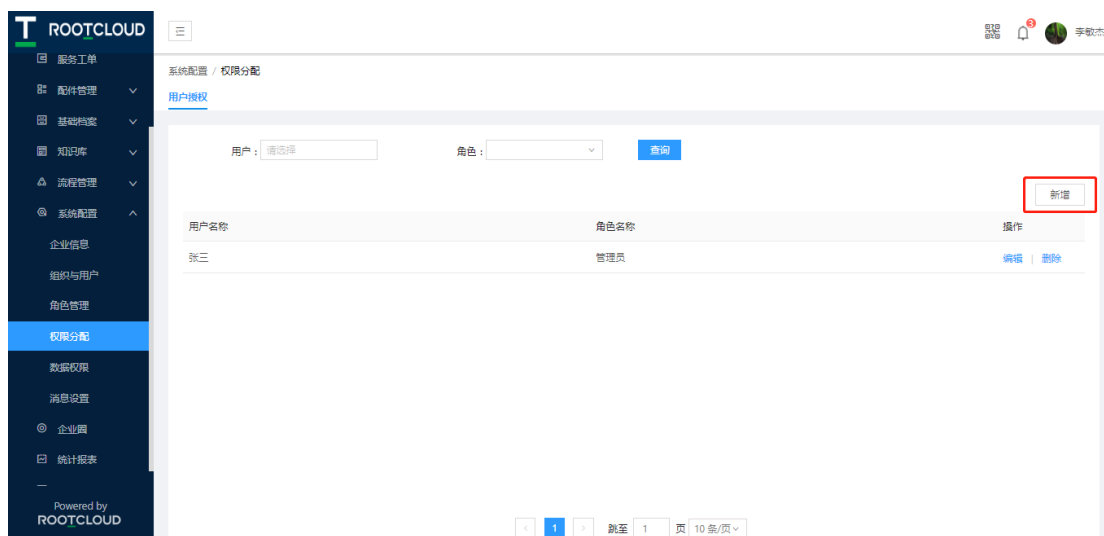 ROOTCLOUD
3
李敏杰
服务工单
配件管理
基础档案
知识库
流程管理
系统配置
企业信息
组织与用户
角色管理
权限分配
数据权限
消息设置
企业圈
统计报表
Powered by
ROOTCLOUD
系统配置 / 权限分配
用户授权
用户： 请选择 角色： 查询
新增
用户名称 角色名称 操作
张三 管理员 编辑 | 删除
< 1 > 跳至 1 页 10 条/页